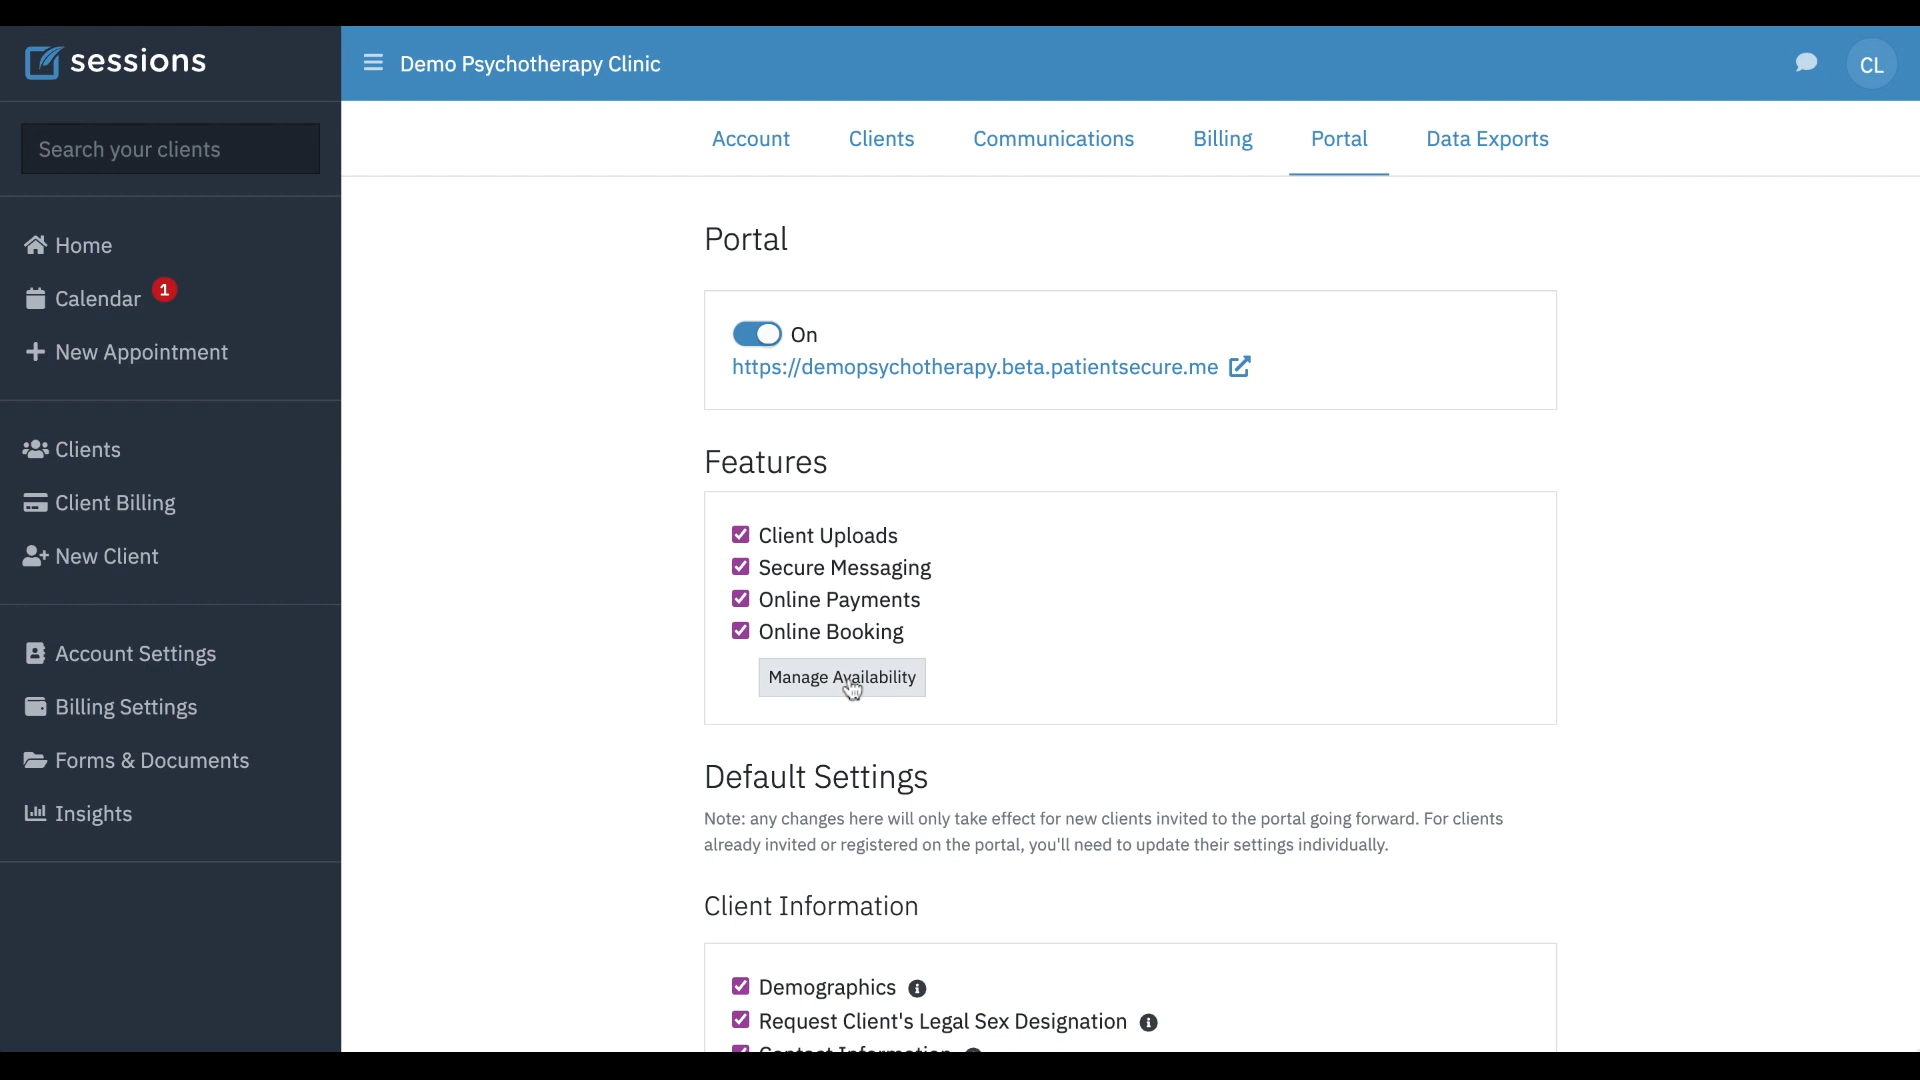 sessions
Demo Psychotherapy Clinic
CL
Search your clients
Home
Calendar 1
New Appointment
Clients
Client Billing
New Client
Account Settings
Billing Settings
Forms & Documents
Insights
Account Clients Communications Billing Portal Data Exports
Portal
On
https://demopsychotherapy.beta.patientsecure.me
Features
Client Uploads
Secure Messaging
Online Payments
Online Booking
Manage Availability
Default Settings
Note: any changes here will only take effect for new clients invited to the portal going forward. For clients
already invited or registered on the portal, you'll need to update their settings individually.
Client Information
Demographics
Request Client's Legal Sex Designation
Contact Information